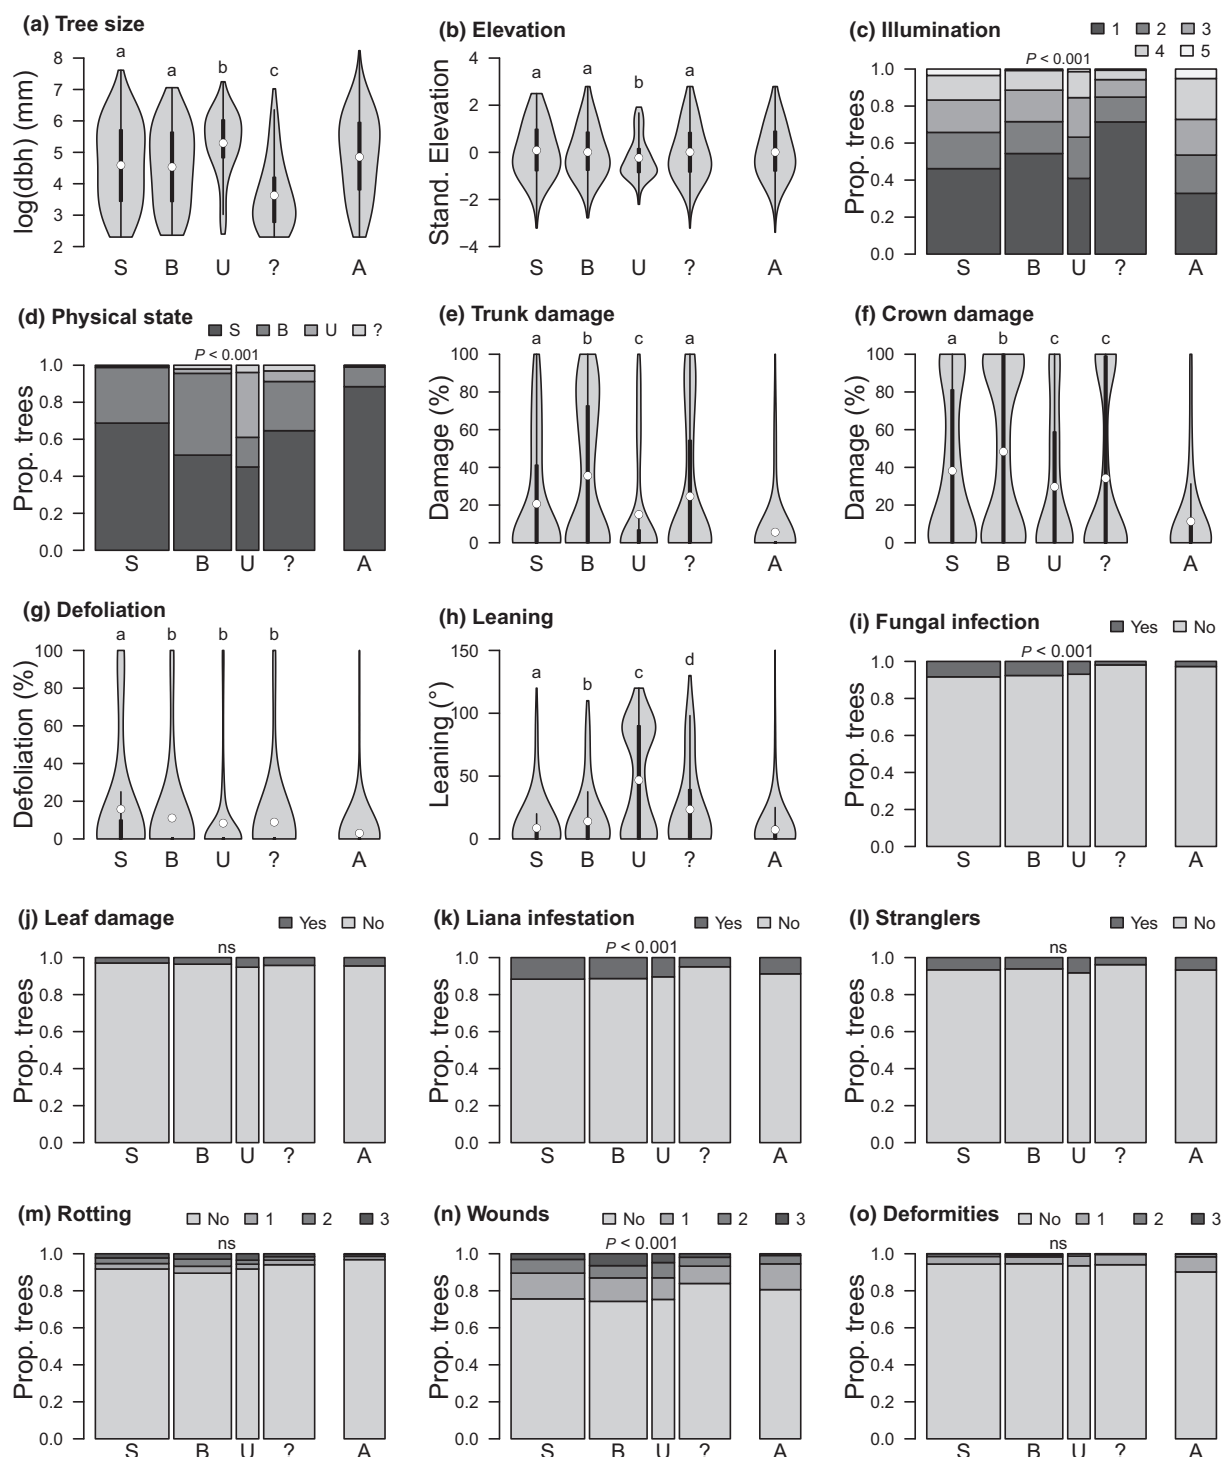 (a) Tree size
log(dbh) (mm)
8
7
6
5
4
3
2
a a b c
S B U ? A
(b) Elevation
Stand. Elevation
4
2
0
−2
−4
a a b a
S B U ? A
(c) Illumination
1 2 3
4 5
P < 0.001
Prop. trees
1.0
0.8
0.6
0.4
0.2
0.0
S B U ? A
(d) Physical state
S B U ?
P < 0.001
Prop. trees
1.0
0.8
0.6
0.4
0.2
0.0
S B U ? A
(e) Trunk damage
Damage (%)
100
80
60
40
20
0
a b c a
S B U ? A
(f) Crown damage
Damage (%)
100
80
60
40
20
0
a b c c
S B U ? A
(g) Defoliation
Defoliation (%)
100
80
60
40
20
0
a b b b
S B U ? A
(h) Leaning
Leaning (°)
150
100
50
0
a b c d
S B U ? A
(i) Fungal infection
Yes No
P < 0.001
Prop. trees
1.0
0.8
0.6
0.4
0.2
0.0
S B U ? A
(j) Leaf damage
Yes No
ns
Prop. trees
1.0
0.8
0.6
0.4
0.2
0.0
S B U ? A
(k) Liana infestation
Yes No
P < 0.001
Prop. trees
1.0
0.8
0.6
0.4
0.2
0.0
S B U ? A
(l) Stranglers
Yes No
ns
Prop. trees
1.0
0.8
0.6
0.4
0.2
0.0
S B U ? A
(m) Rotting
No 1 2 3
ns
Prop. trees
1.0
0.8
0.6
0.4
0.2
0.0
S B U ? A
(n) Wounds
No 1 2 3
P < 0.001
Prop. trees
1.0
0.8
0.6
0.4
0.2
0.0
S B U ? A
(o) Deformities
No 1 2 3
ns
Prop. trees
1.0
0.8
0.6
0.4
0.2
0.0
S B U ? A